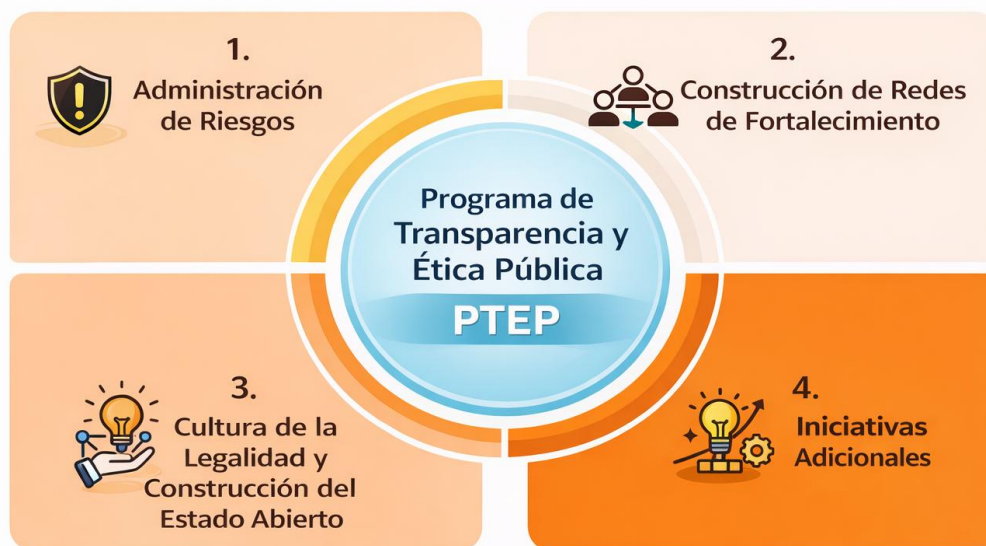 1.
Administración
de Riesgos
2.
Construcción de Redes
de Fortalecimiento
Programa de
Transparencia y
Ética Pública
PTEP
3.
Cultura de la
Legalidad y
Construcción del
Estado Abierto
4.
Iniciativas
Adicionales